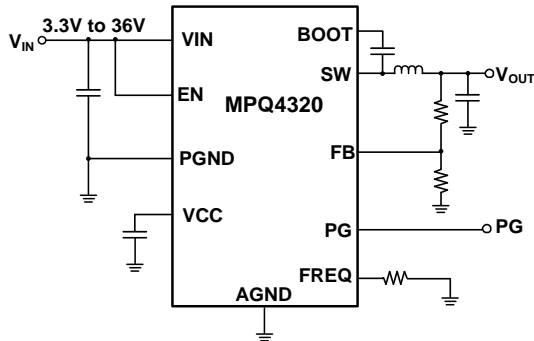 3.3V to 36V
VIN
VIN
BOOT
SW
VOUT
EN
MPQ4320
PGND
FB
VCC
PG
PG
FREQ
AGND